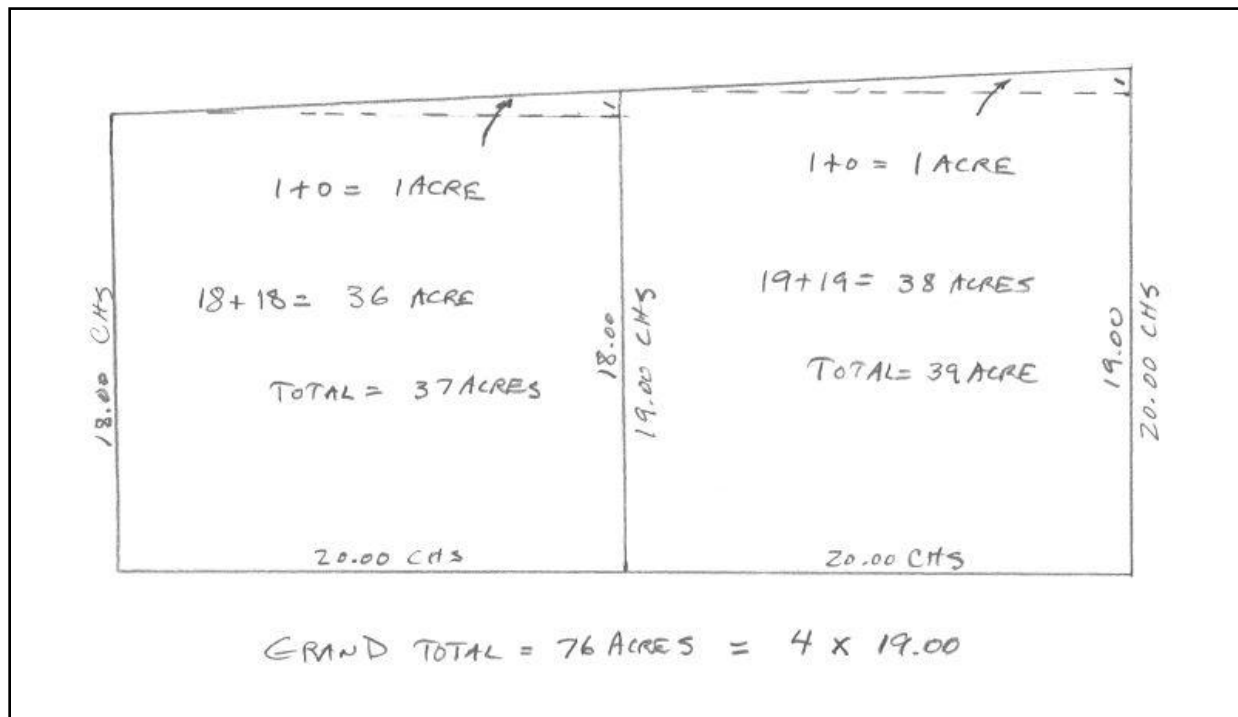 1+0 = 1 ACRE
18+18 = 36 ACRE
TOTAL = 37 ACRES
18.00 CHS
18.00
19.00 CHS
20.00 CHS
1
1+0 = 1 ACRE
19+19 = 38 ACRES
TOTAL = 39 ACRE
19.00
20.00 CHS
20.00 CHS
1
GRAND TOTAL = 76 ACRES = 4 x 19.00